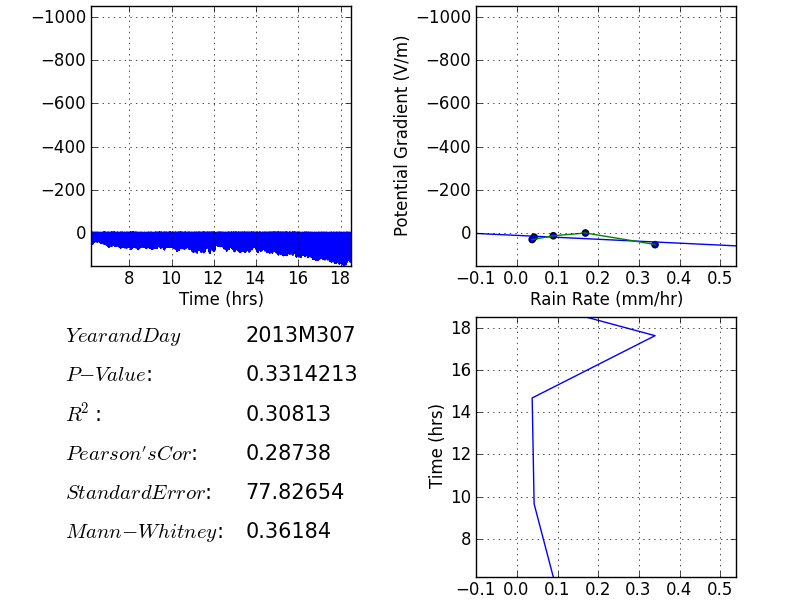 −1000
−800
−600
−400
−200
0
8 10 12 14 16 18
Time (hrs)
Potential Gradient (V/m)
−1000
−800
−600
−400
−200
0
−0.1 0.0 0.1 0.2 0.3 0.4 0.5
Rain Rate (mm/hr)
YearandDay 2013M307
P−Value: 0.3314213
R²: 0.30813
Pearson'sCor: 0.28738
StandardError: 77.82654
Mann−Whitney: 0.36184
Time (hrs)
18
16
14
12
10
8
−0.1 0.0 0.1 0.2 0.3 0.4 0.5